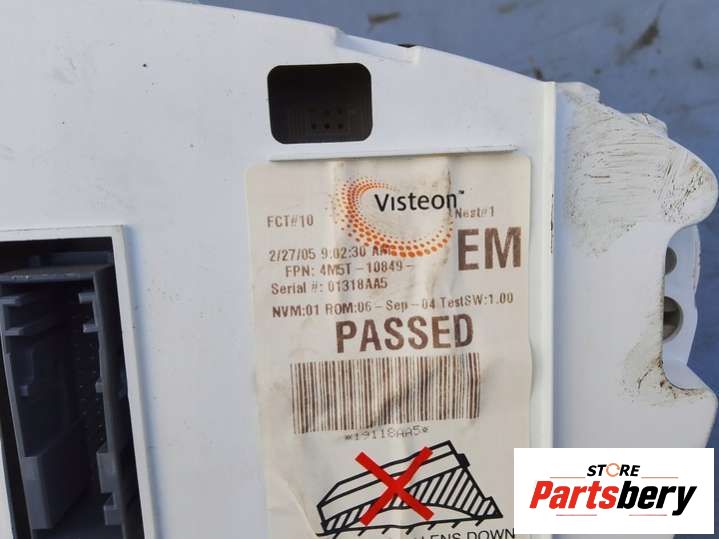 Visteon™
FCT#10 Nest#1
2/27/05 9:02:30 AM
EM
FPN: 4M5T-10849-
Serial #: 01318AA5
NVM:01 ROM:06-Sep-04 TestSW:1.00
PASSED
*19118AA5*
LENS DOWN
STORE
Partsbery